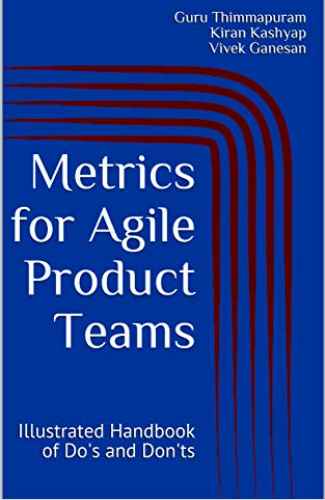 Guru Thimmapuram
Kiran Kashyap
Vivek Ganesan
Metrics
for Agile
Product
Teams
Illustrated Handbook
of Do's and Don'ts